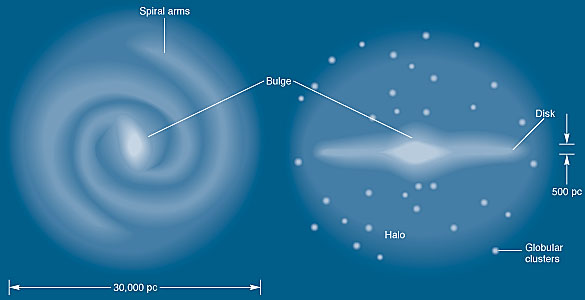 Spiral arms
Bulge
Disk
500 pc
Halo
Globular
clusters
30,000 pc